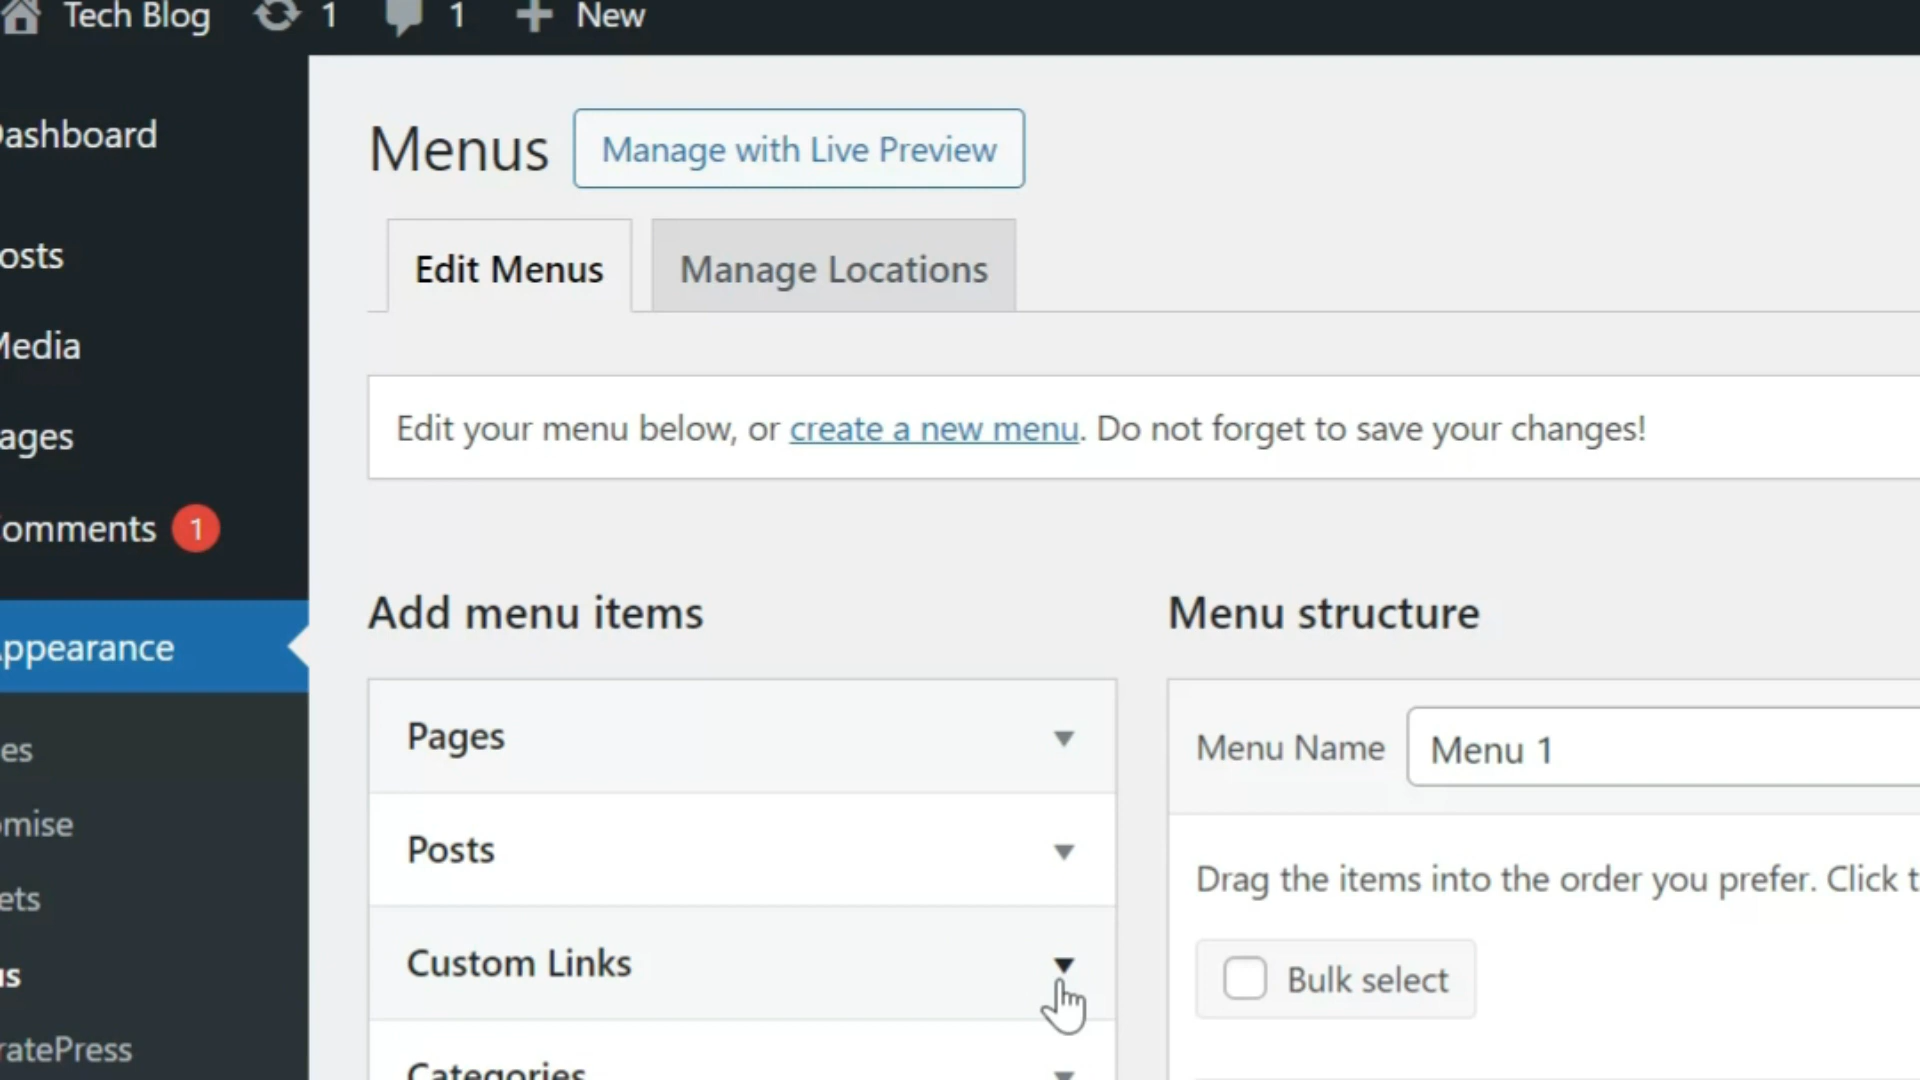 Tech Blog 1 1 New
ashboard
Menus Manage with Live Preview
osts
Edit Menus Manage Locations
Media
ages
Edit your menu below, or create a new menu. Do not forget to save your changes!
omments 1
Add menu items Menu structure
ppearance
Pages
Menu Name Menu 1
es
omise
Posts
Drag the items into the order you prefer. Click t
ets
Custom Links
us
Bulk select
ratePress
Categories